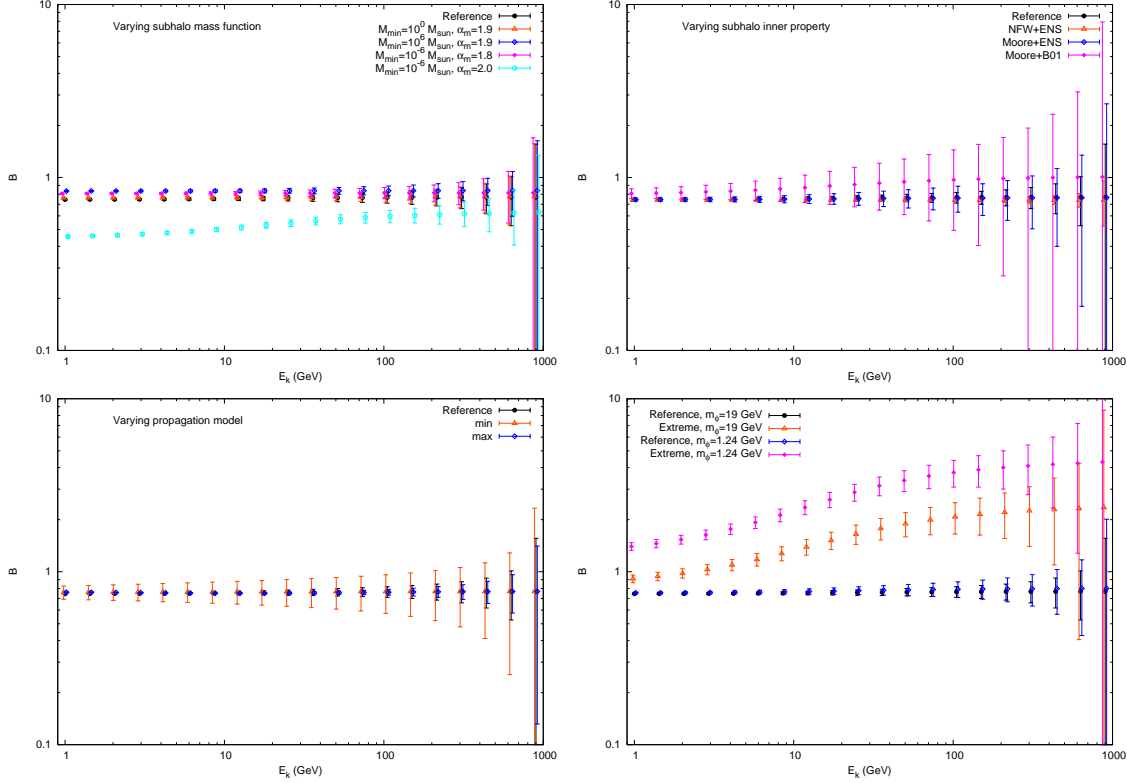 Varying subhalo mass function
Reference
M_min=10^0 M_sun, α_m=1.9
M_min=10^6 M_sun, α_m=1.9
M_min=10^-6 M_sun, α_m=1.8
M_min=10^-6 M_sun, α_m=2.0
10
1
0.1
B
1 10 100 1000
E_k (GeV)
Varying subhalo inner property
Reference
NFW+ENS
Moore+ENS
Moore+B01
10
1
0.1
B
1 10 100 1000
E_k (GeV)
Varying propagation model
Reference
min
max
10
1
0.1
B
1 10 100 1000
E_k (GeV)
Reference, m_ϕ=19 GeV
Extreme, m_ϕ=19 GeV
Reference, m_ϕ=1.24 GeV
Extreme, m_ϕ=1.24 GeV
10
1
0.1
B
1 10 100 1000
E_k (GeV)